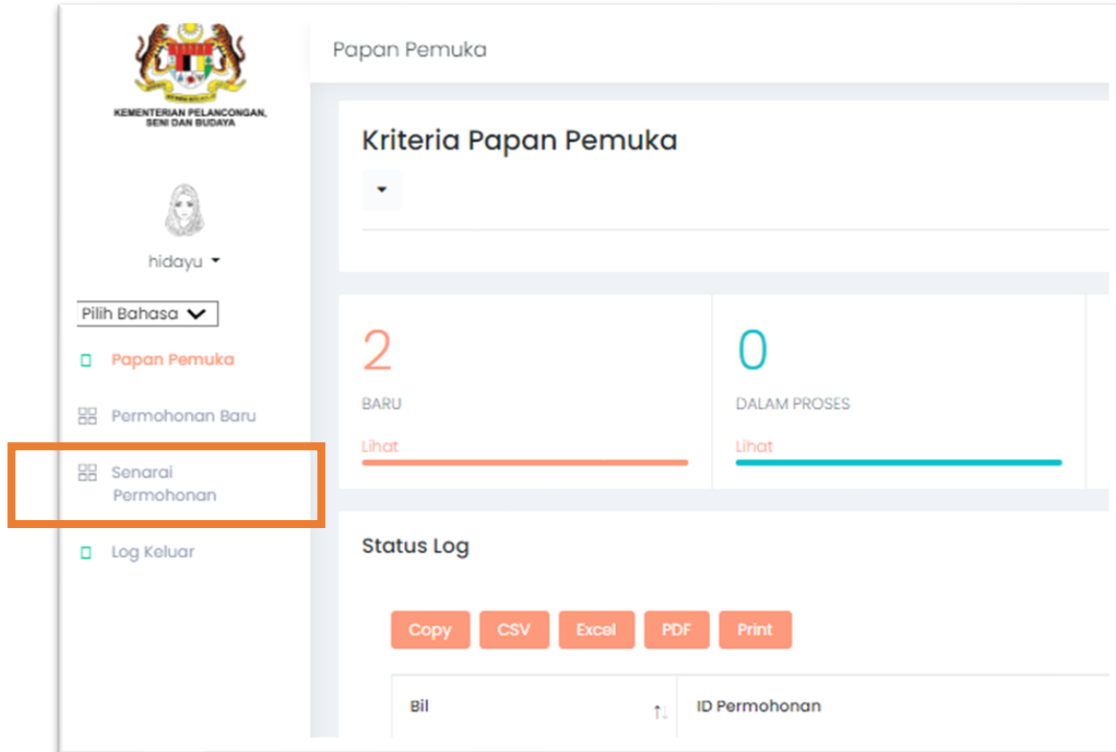 KEMENTERIAN PELANCONGAN,
SENI DAN BUDAYA
hidayu
Pilih Bahasa
Papan Pemuka
Permohonan Baru
Senarai
Permohonan
Log Keluar
Papan Pemuka
Kriteria Papan Pemuka
2
BARU
Lihat
0
DALAM PROSES
Lihat
Status Log
Copy CSV Excel PDF Print
Bil ID Permohonan